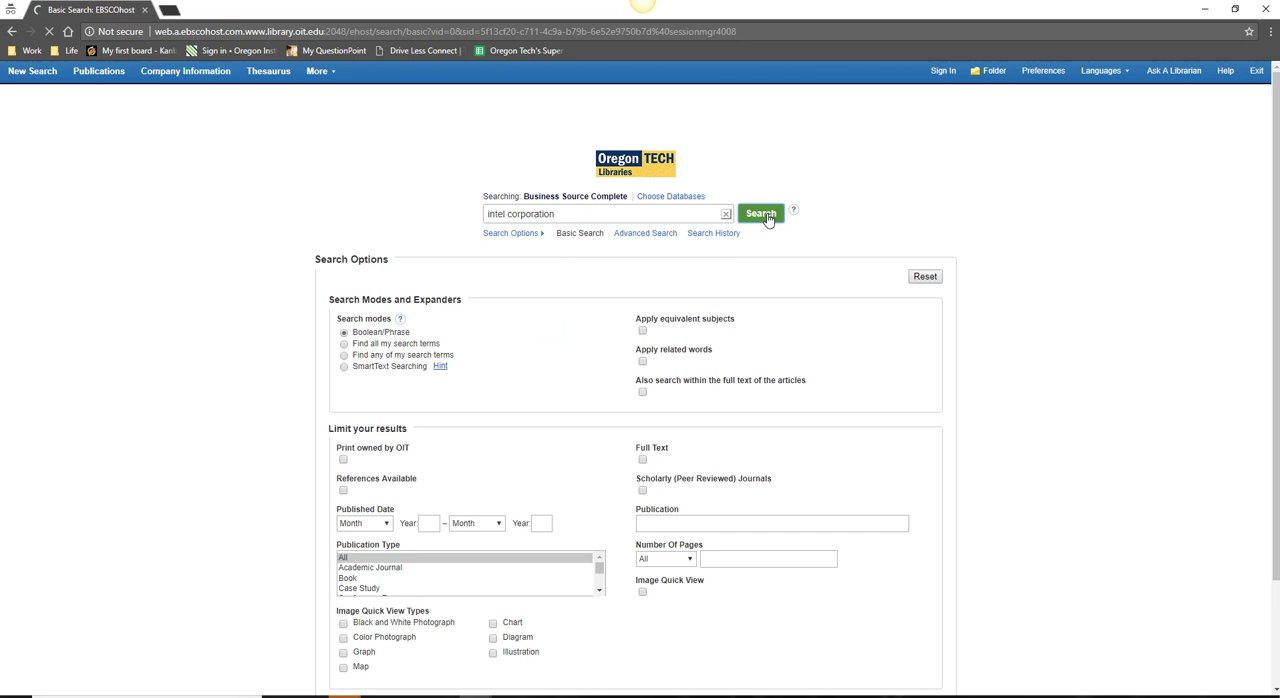 Basic Search: EBSCOhost
Not secure | web.a.ebscohost.com.www.library.oit.edu:2048/ehost/search/basic?vid=0&sid=5f13cf20-c711-4c9a-b79b-6e52e9750b7d%40sessionmgr4008
Work Life My first board - Kan Sign in • Oregon Inst My QuestionPoint Drive Less Connect | Oregon Tech's Super
New Search Publications Company Information Thesaurus More Sign In Folder Preferences Languages Ask A Librarian Help Exit
Oregon TECH
Libraries
Searching: Business Source Complete | Choose Databases
intel corporation Search ?
Search Options Basic Search Advanced Search Search History
Search Options
Reset
Search Modes and Expanders
Search modes ? Apply equivalent subjects
Boolean/Phrase
Find all my search terms Apply related words
Find any of my search terms
SmartText Searching Hint
Also search within the full text of the articles
Limit your results
Print owned by OIT Full Text
References Available Scholarly (Peer Reviewed) Journals
Published Date Publication
Month Year: – Month Year:
Publication Type Number Of Pages
All All
Academic Journal
Book
Case Study
Image Quick View
Image Quick View Types
Black and White Photograph Chart
Color Photograph Diagram
Graph Illustration
Map